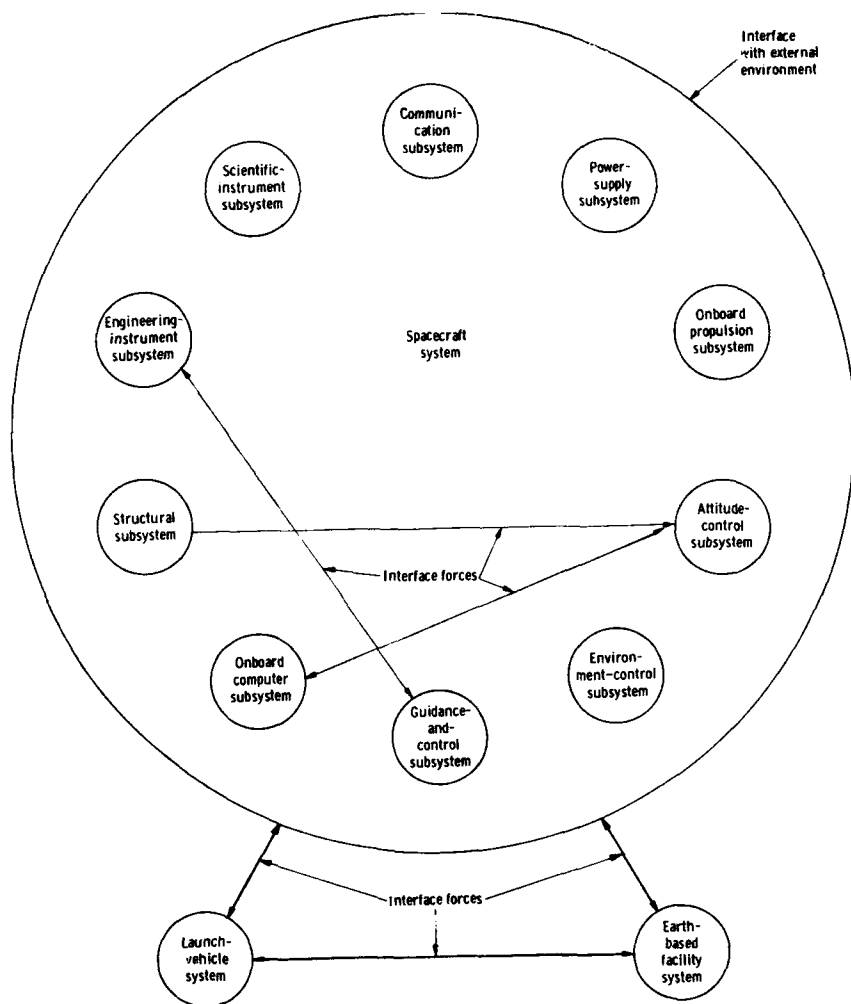 Interface
with external
environment
Communi-
cation
subsystem
Scientific-
instrument
subsystem
Power-
supply
subsystem
Engineering-
instrument
subsystem
Spacecraft
system
Onboard
propulsion
subsystem
Structural
subsystem
Attitude-
control
subsystem
Interface forces
Onboard
computer
subsystem
Environ-
ment-control
subsystem
Guidance-
and-
control
subsystem
Interface forces
Launch-
vehicle
system
Earth-
based
facility
system